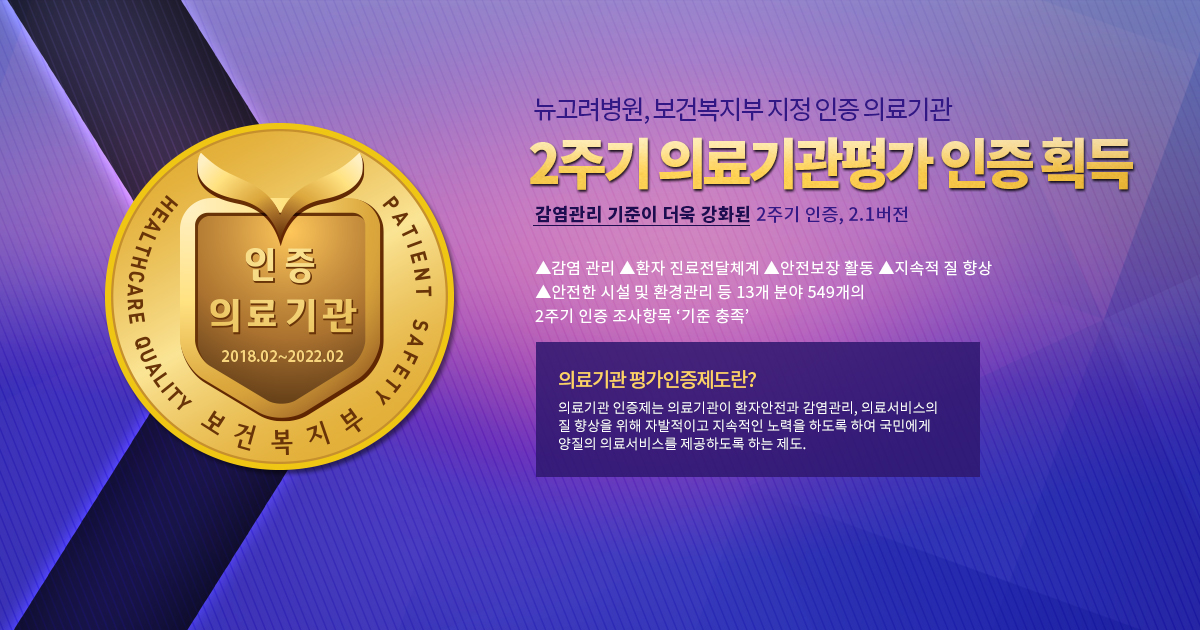 HEALTHCARE QUALITY
PATIENT SAFETY
인증
의료기관
2018.02~2022.02
보건복지부
뉴고려병원, 보건복지부 지정 인증 의료기관
2주기 의료기관평가 인증 획득
감염관리 기준이 더욱 강화된 2주기 인증, 2.1버전
▲감염 관리 ▲환자 진료전달체계 ▲안전보장 활동 ▲지속적 질 향상
▲안전한 시설 및 환경관리 등 13개 분야 549개의
2주기 인증 조사항목 ‘기준 충족’
의료기관 평가인증제도란?
의료기관 인증제는 의료기관이 환자안전과 감염관리, 의료서비스의
질 향상을 위해 자발적이고 지속적인 노력을 하도록 하여 국민에게
양질의 의료서비스를 제공하도록 하는 제도.